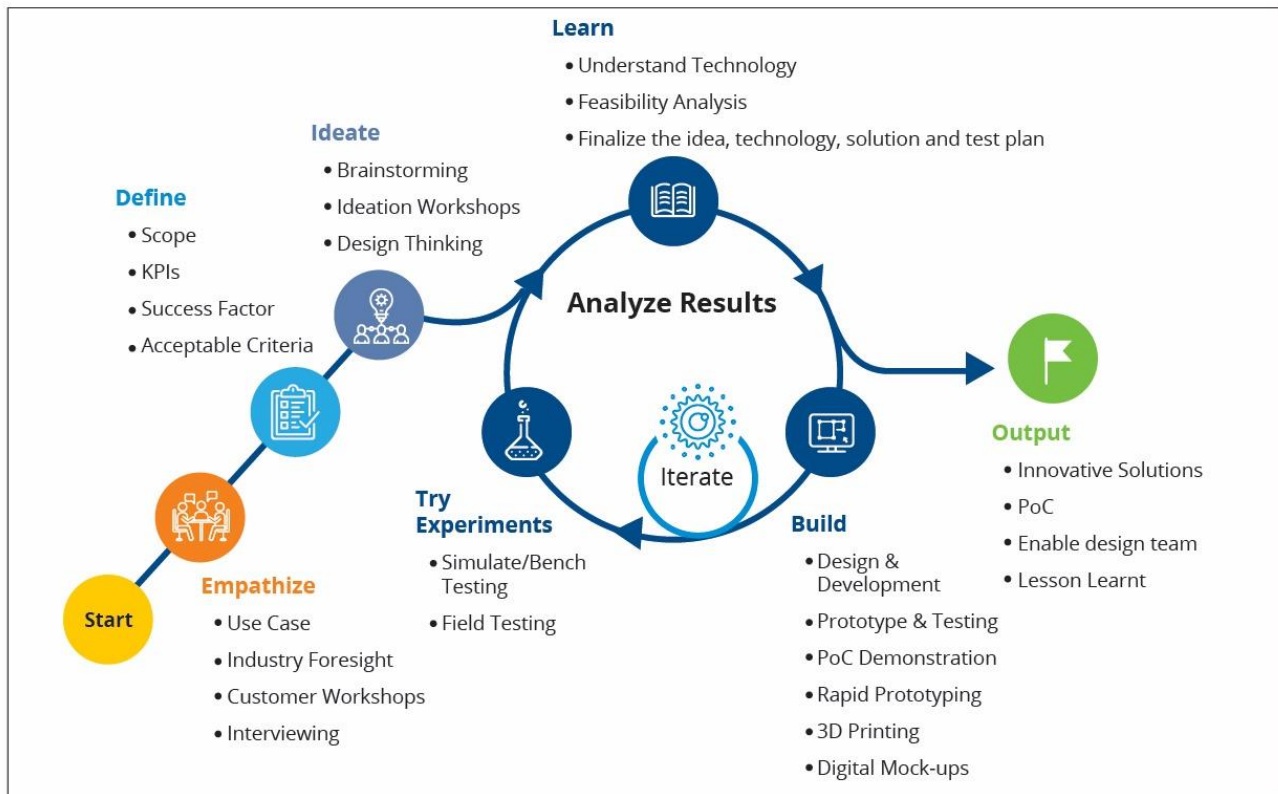 Start
Empathize
• Use Case
• Industry Foresight
• Customer Workshops
• Interviewing
Define
• Scope
• KPIs
• Success Factor
• Acceptable Criteria
Ideate
• Brainstorming
• Ideation Workshops
• Design Thinking
Learn
• Understand Technology
• Feasibility Analysis
• Finalize the idea, technology, solution and test plan
Analyze Results
Iterate
Build
• Design &
Development
• Prototype & Testing
• PoC Demonstration
• Rapid Prototyping
• 3D Printing
• Digital Mock-ups
Try
Experiments
• Simulate/Bench
Testing
• Field Testing
Output
• Innovative Solutions
• PoC
• Enable design team
• Lesson Learnt